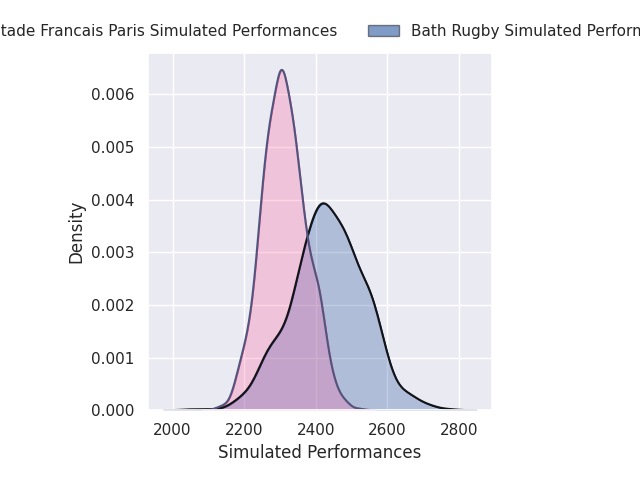 tade Francais Paris Simulated Performances Bath Rugby Simulated Perforn
0.006
0.005
0.004
0.003
0.002
0.001
0.000
Density
2000 2200 2400 2600 2800
Simulated Performances